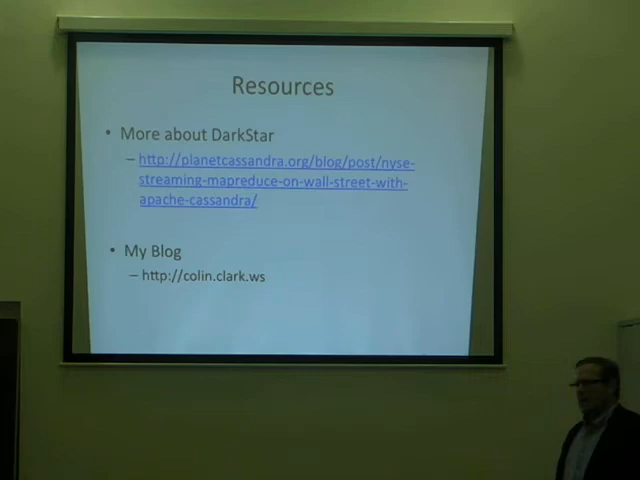 Resources
• More about DarkStar
– http://planetcassandra.org/blog/post/nyse-
streaming-mapreduce-on-wall-street-with-
apache-cassandra/
• My Blog
– http://colin.clark.ws